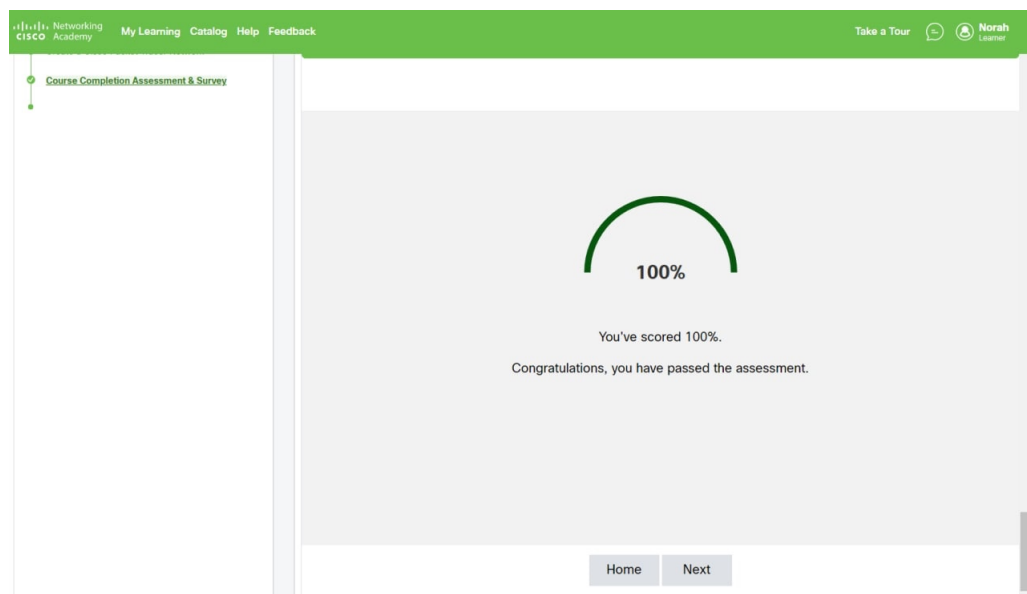 Networking
CISCO Academy
My Learning Catalog Help Feedback
Take a Tour
Norah
Learner
Course Completion Assessment & Survey
100%
You've scored 100%.
Congratulations, you have passed the assessment.
Home Next